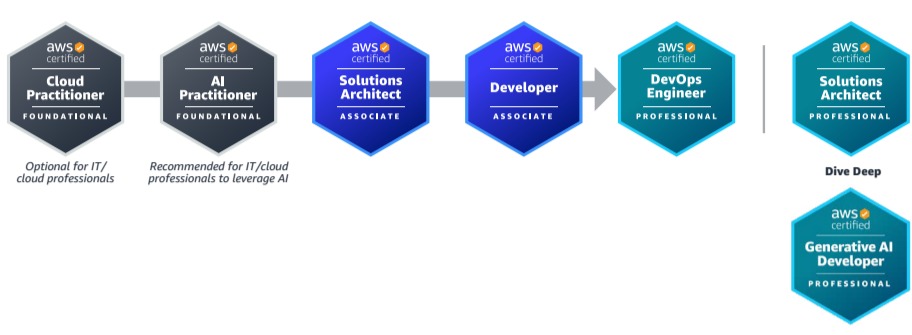 aws
certified
Cloud
Practitioner
FOUNDATIONAL
Optional for IT/
cloud professionals
aws
certified
AI
Practitioner
FOUNDATIONAL
Recommended for IT/cloud
professionals to leverage AI
aws
certified
Solutions
Architect
ASSOCIATE
aws
certified
Developer
ASSOCIATE
aws
certified
DevOps
Engineer
PROFESSIONAL
aws
certified
Solutions
Architect
PROFESSIONAL
Dive Deep
aws
certified
Generative AI
Developer
PROFESSIONAL